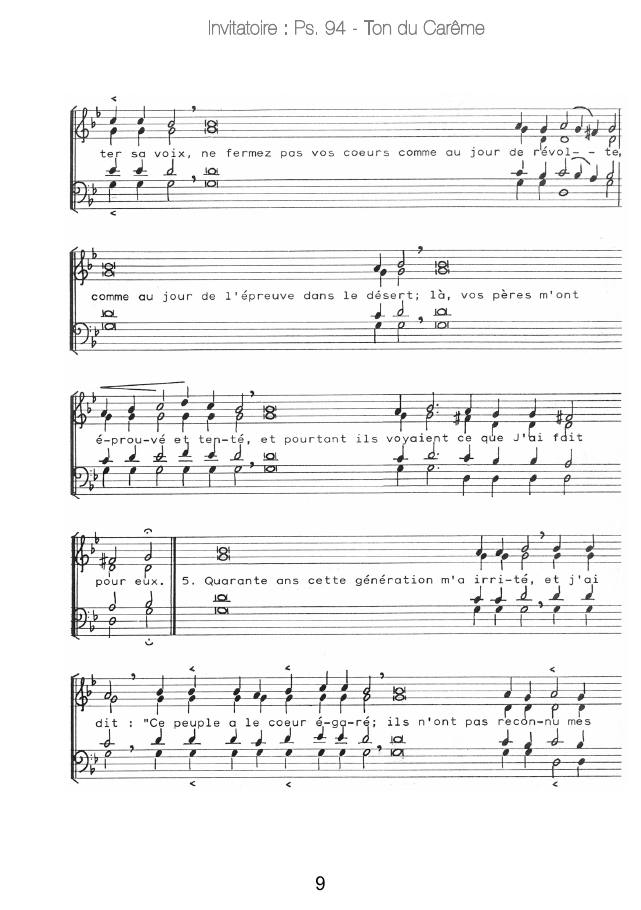 Invitatoire : Ps. 94 - Ton du Carême
ter sa voix, ne fermez pas vos coeurs comme au jour de révol- - te,
comme au jour de l'épreuve dans le désert; là, vos pères m'ont
é-prou-vé et ten-té, et pourtant ils voyaient ce que J'ai fait
pour eux. 5. Quarante ans cette génération m'a irri-té, et j'ai
dit : "Ce peuple a le coeur é-ga-ré; ils n'ont pas recon-nu mes
9